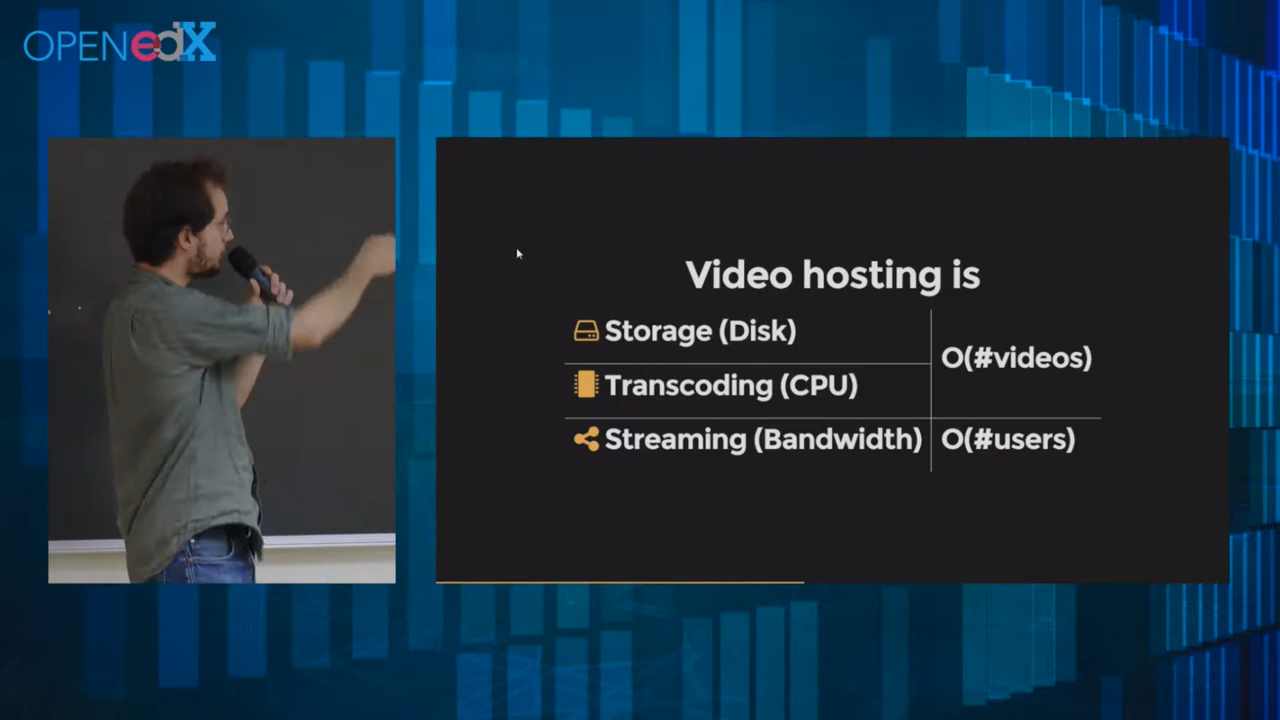 OPENedX
Video hosting is
Storage (Disk)
Transcoding (CPU)
O(#videos)
Streaming (Bandwidth)
O(#users)